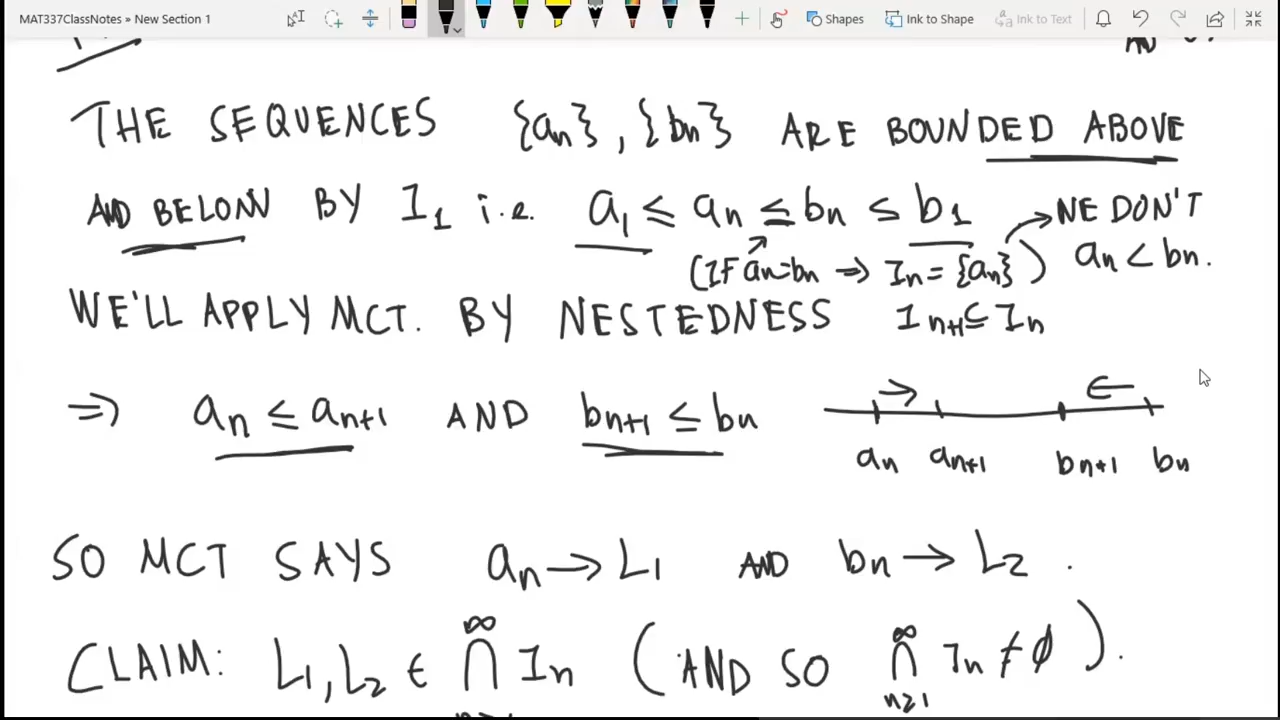 MAT337ClassNotes » New Section 1
Shapes Ink to Shape Ink to Text
THE SEQUENCES {an}, {bn} ARE BOUNDED ABOVE
AND BELOW BY I1 i.e. a1 ≤ an ≤ bn ≤ b1 WE DON'T
(IF an=bn ⇒ In = {an}) an < bn.
WE'LL APPLY MCT. BY NESTEDNESS In+1 ⊆ In
⇒ an ≤ an+1 AND bn+1 ≤ bn
an an+1 bn+1 bn
SO MCT SAYS an → L1 AND bn → L2.
CLAIM: L1, L2 ∈ ∞ ∩ In (AND SO ∞ ∩ n≥1 In ≠ ∅).